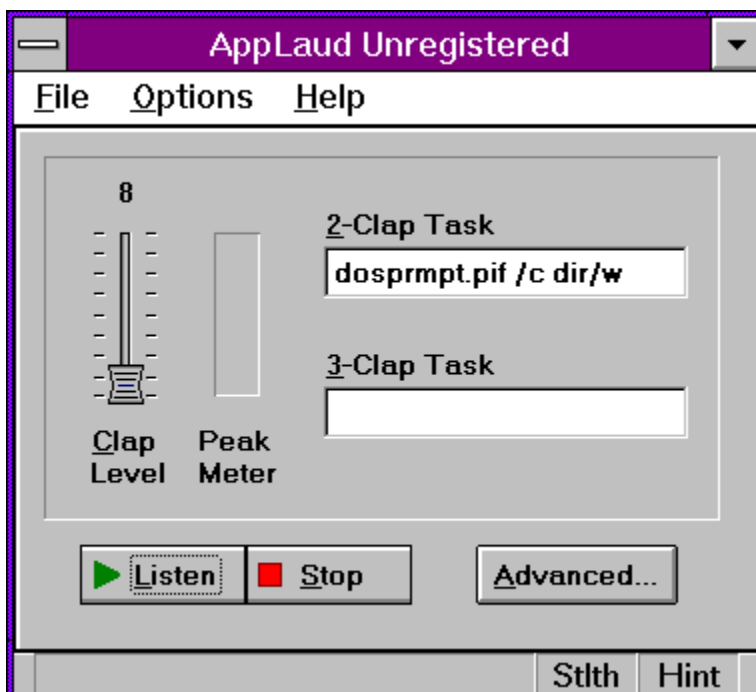 AppLaud Unregistered
File Options Help
8
2-Clap Task
dosprmpt.pif /c dir/w
3-Clap Task
Clap Level
Peak Meter
Listen Stop Advanced...
Stlth Hint